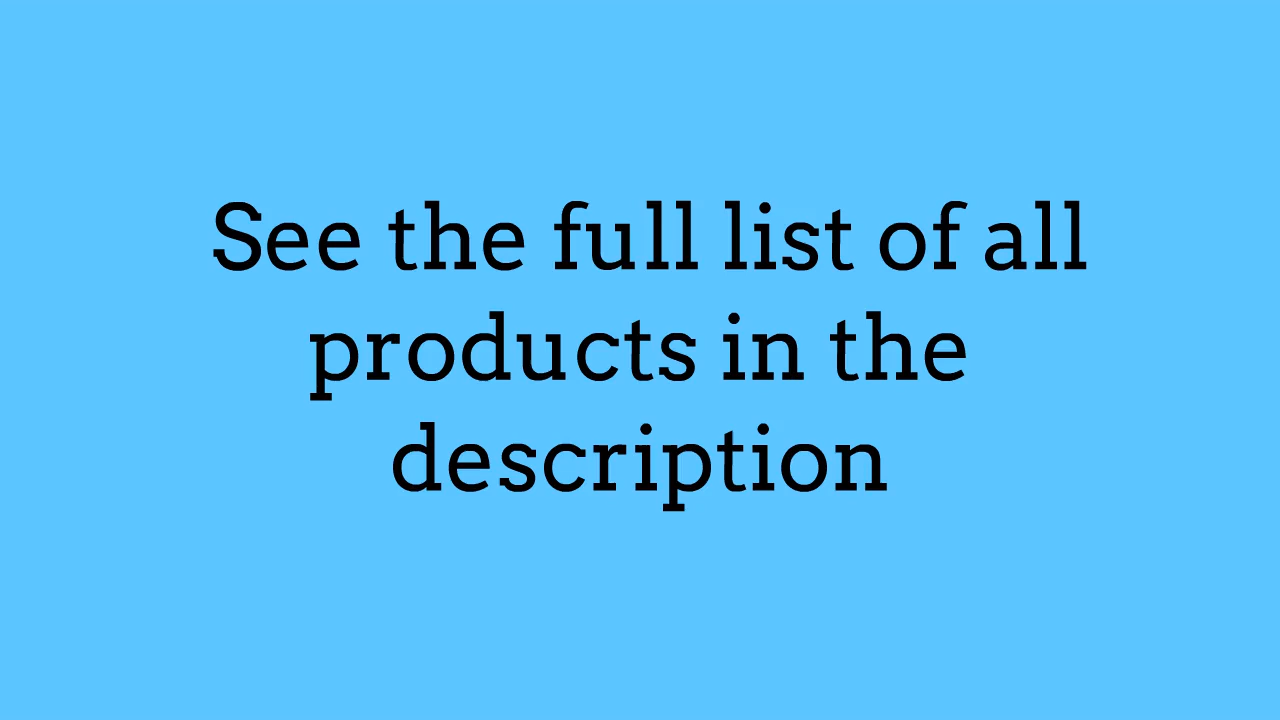 See the full list of all
products in the
description